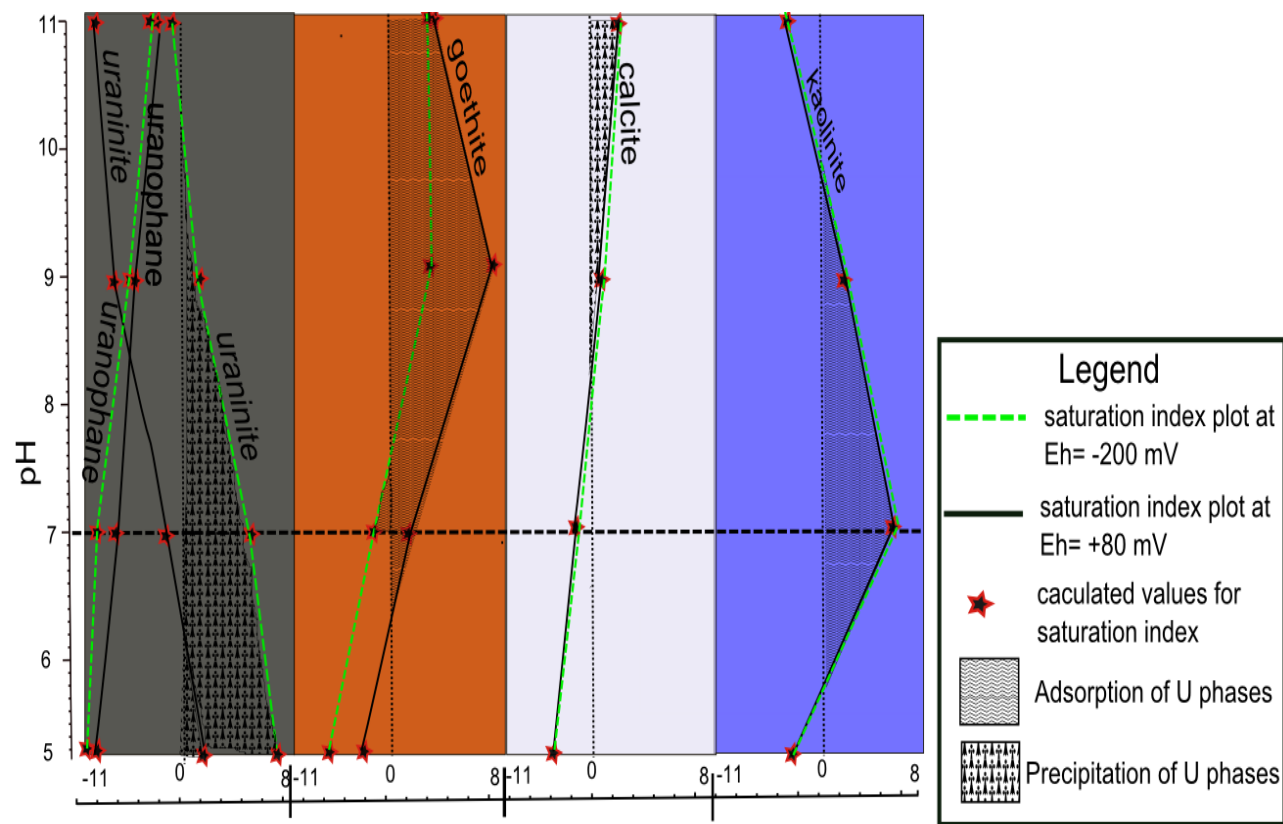 11
10
9
8
7
6
5
pH
uraninite
uranophane
uranophane
uraninite
goethite
calcite
kaolinite
-11 0 8
-11 0 8
-11 0 8
-11 0 8
Legend
saturation index plot at
Eh= -200 mV
saturation index plot at
Eh= +80 mV
caculated values for
saturation index
Adsorption of U phases
Precipitation of U phases